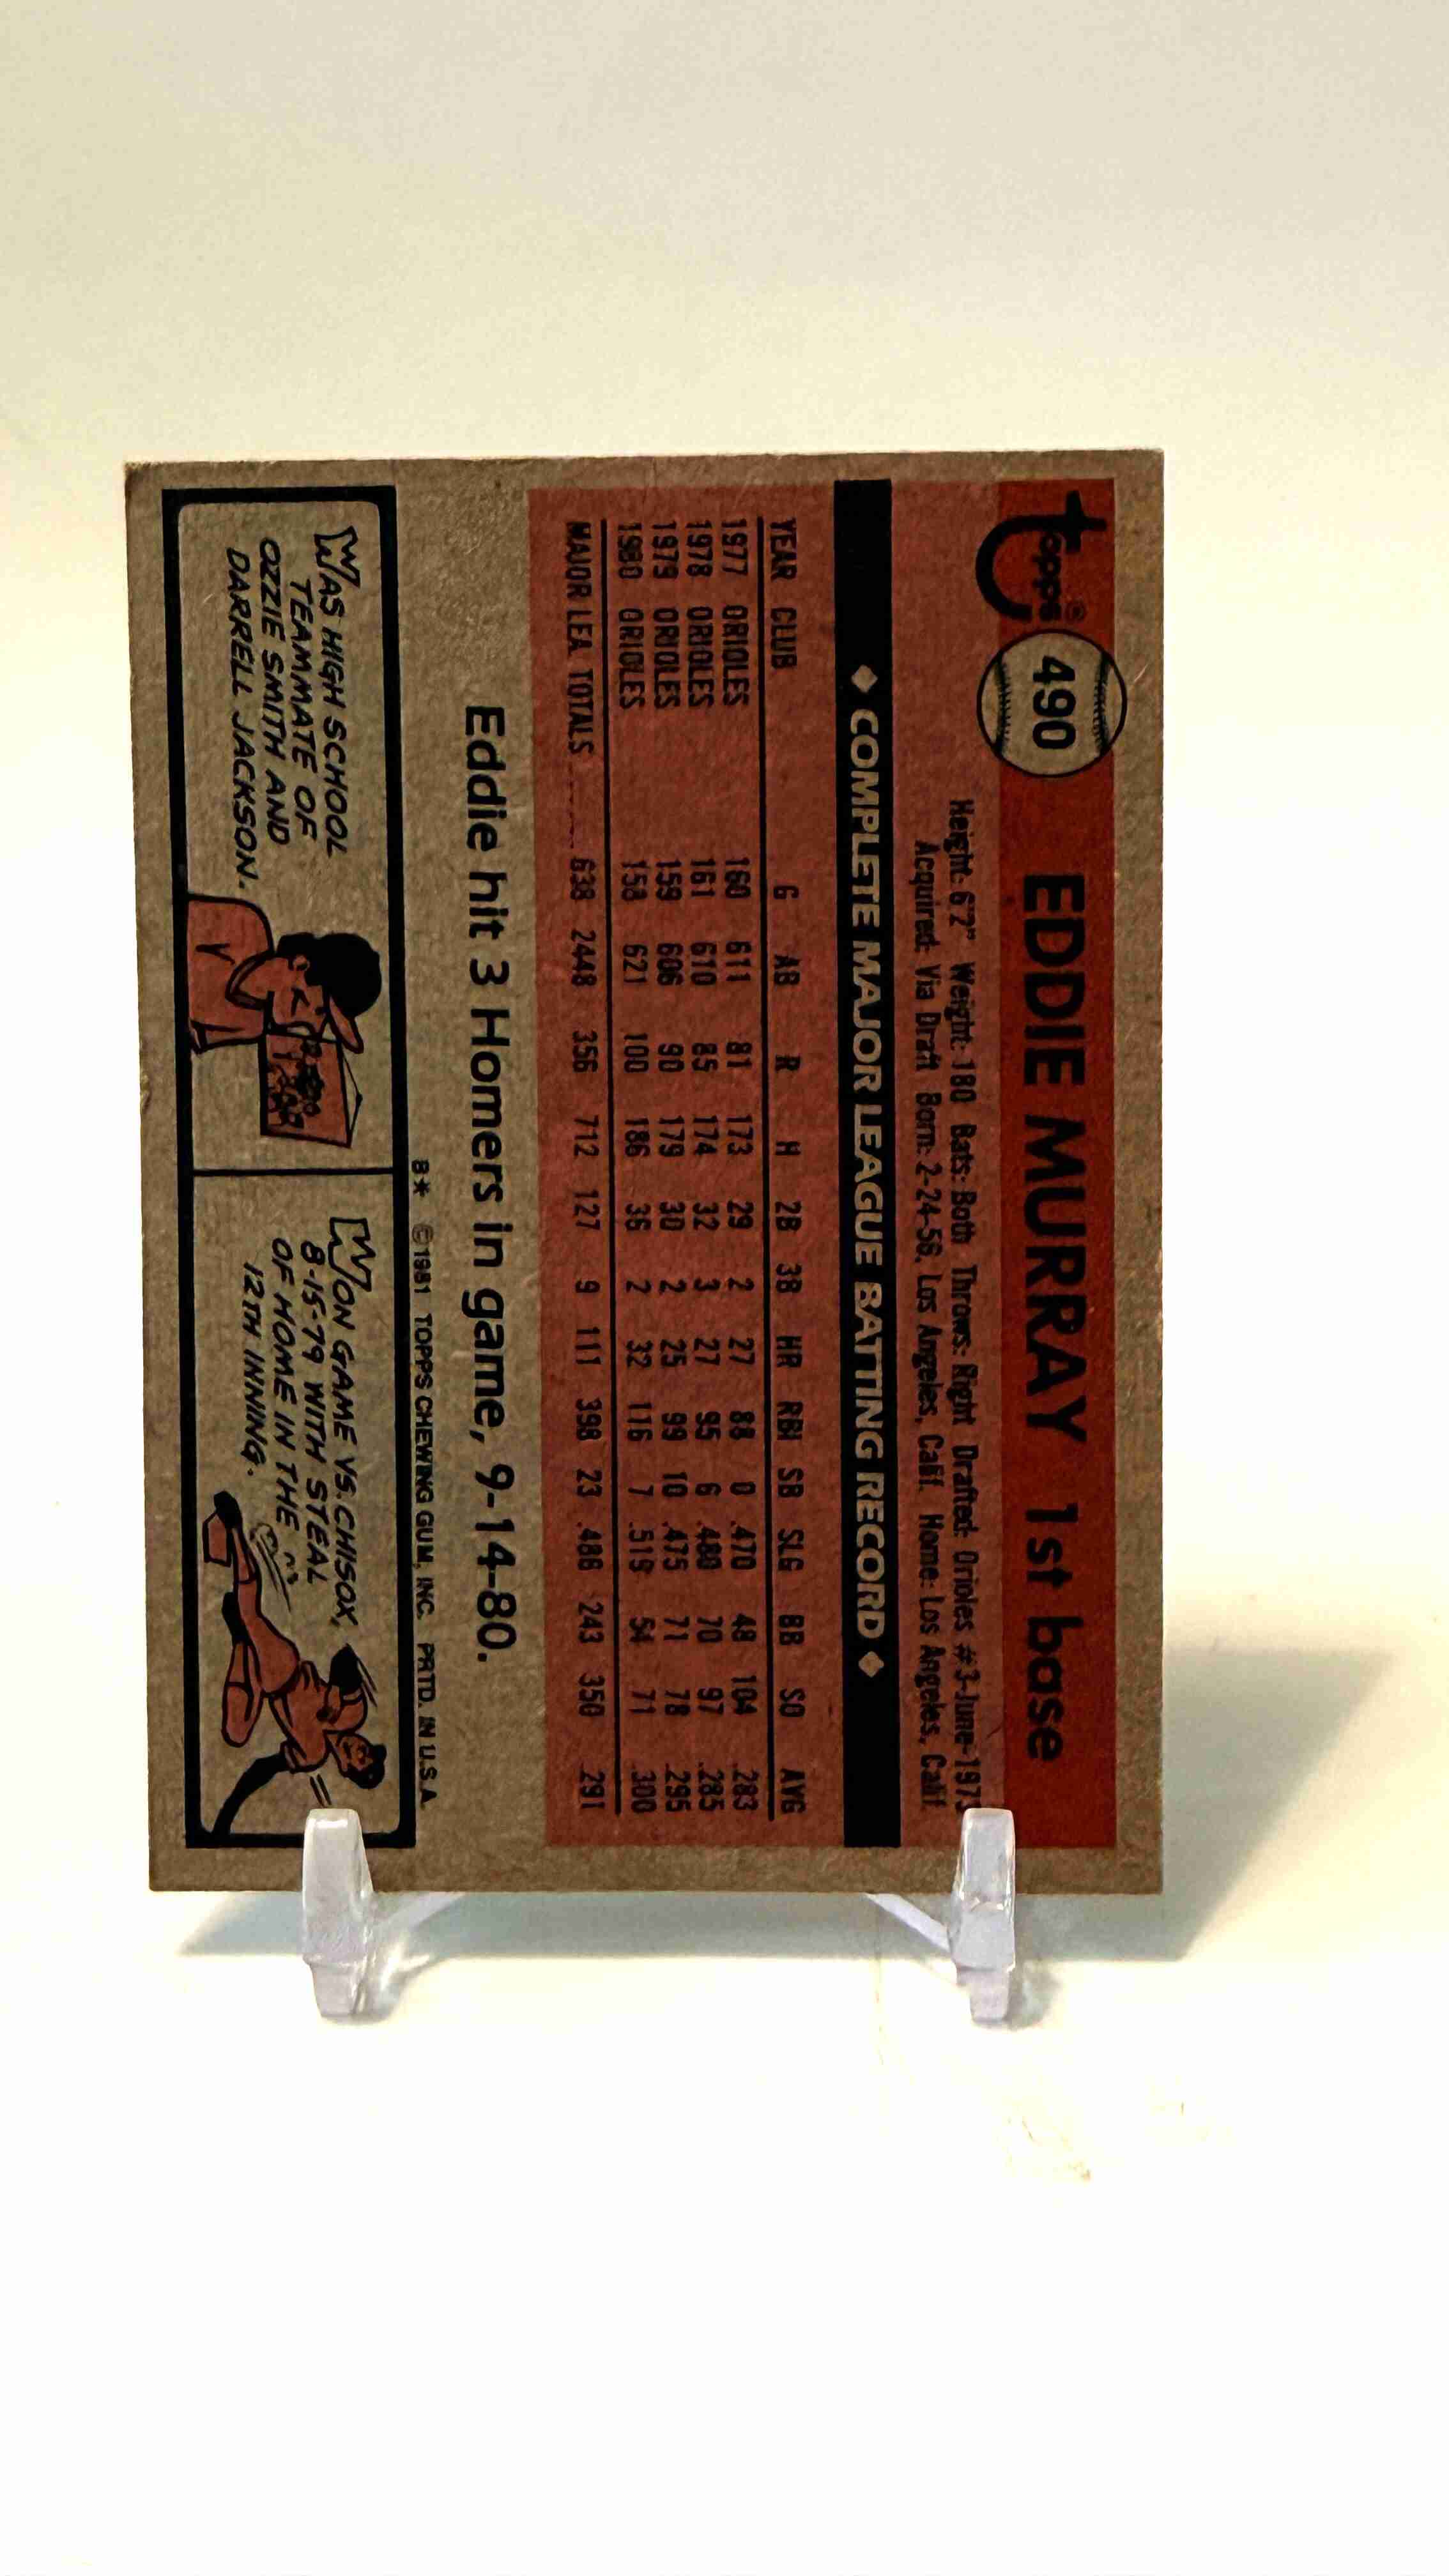 topps®
490
EDDIE MURRAY 1st base
Height: 6'2" Weight: 180 Bats: Both Throws: Right Drafted: Orioles #3-June-197
Acquired: Via Draft Born: 2-24-56, Los Angeles, Calif. Home: Los Angeles, Calif.
◆ COMPLETE MAJOR LEAGUE BATTING RECORD ◆
YEAR CLUB G AB R H 2B 3B HR RBI SB SLG BB SO AVG
1977 ORIOLES 160 611 81 173 29 2 27 88 0 .470 48 104 .283
1978 ORIOLES 161 610 85 174 32 3 27 95 6 .480 70 97 .285
1979 ORIOLES 159 606 90 179 30 2 25 99 10 .475 71 78 .295
1980 ORIOLES 158 621 100 186 36 2 32 116 7 .519 54 71 .300
MAJOR LEA. TOTALS 638 2448 356 712 127 9 111 398 23 .486 243 350 .291
Eddie hit 3 Homers in game, 9-14-80.
B* ©1981 TOPPS CHEWING GUM, INC. PRTD. IN U.S.A.
WAS HIGH SCHOOL
TEAMMATE OF
OZZIE SMITH AND
DARRELL JACKSON.
WON GAME VS. CHISOX,
8-15-79 WITH STEAL
OF HOME IN THE
12TH INNING.